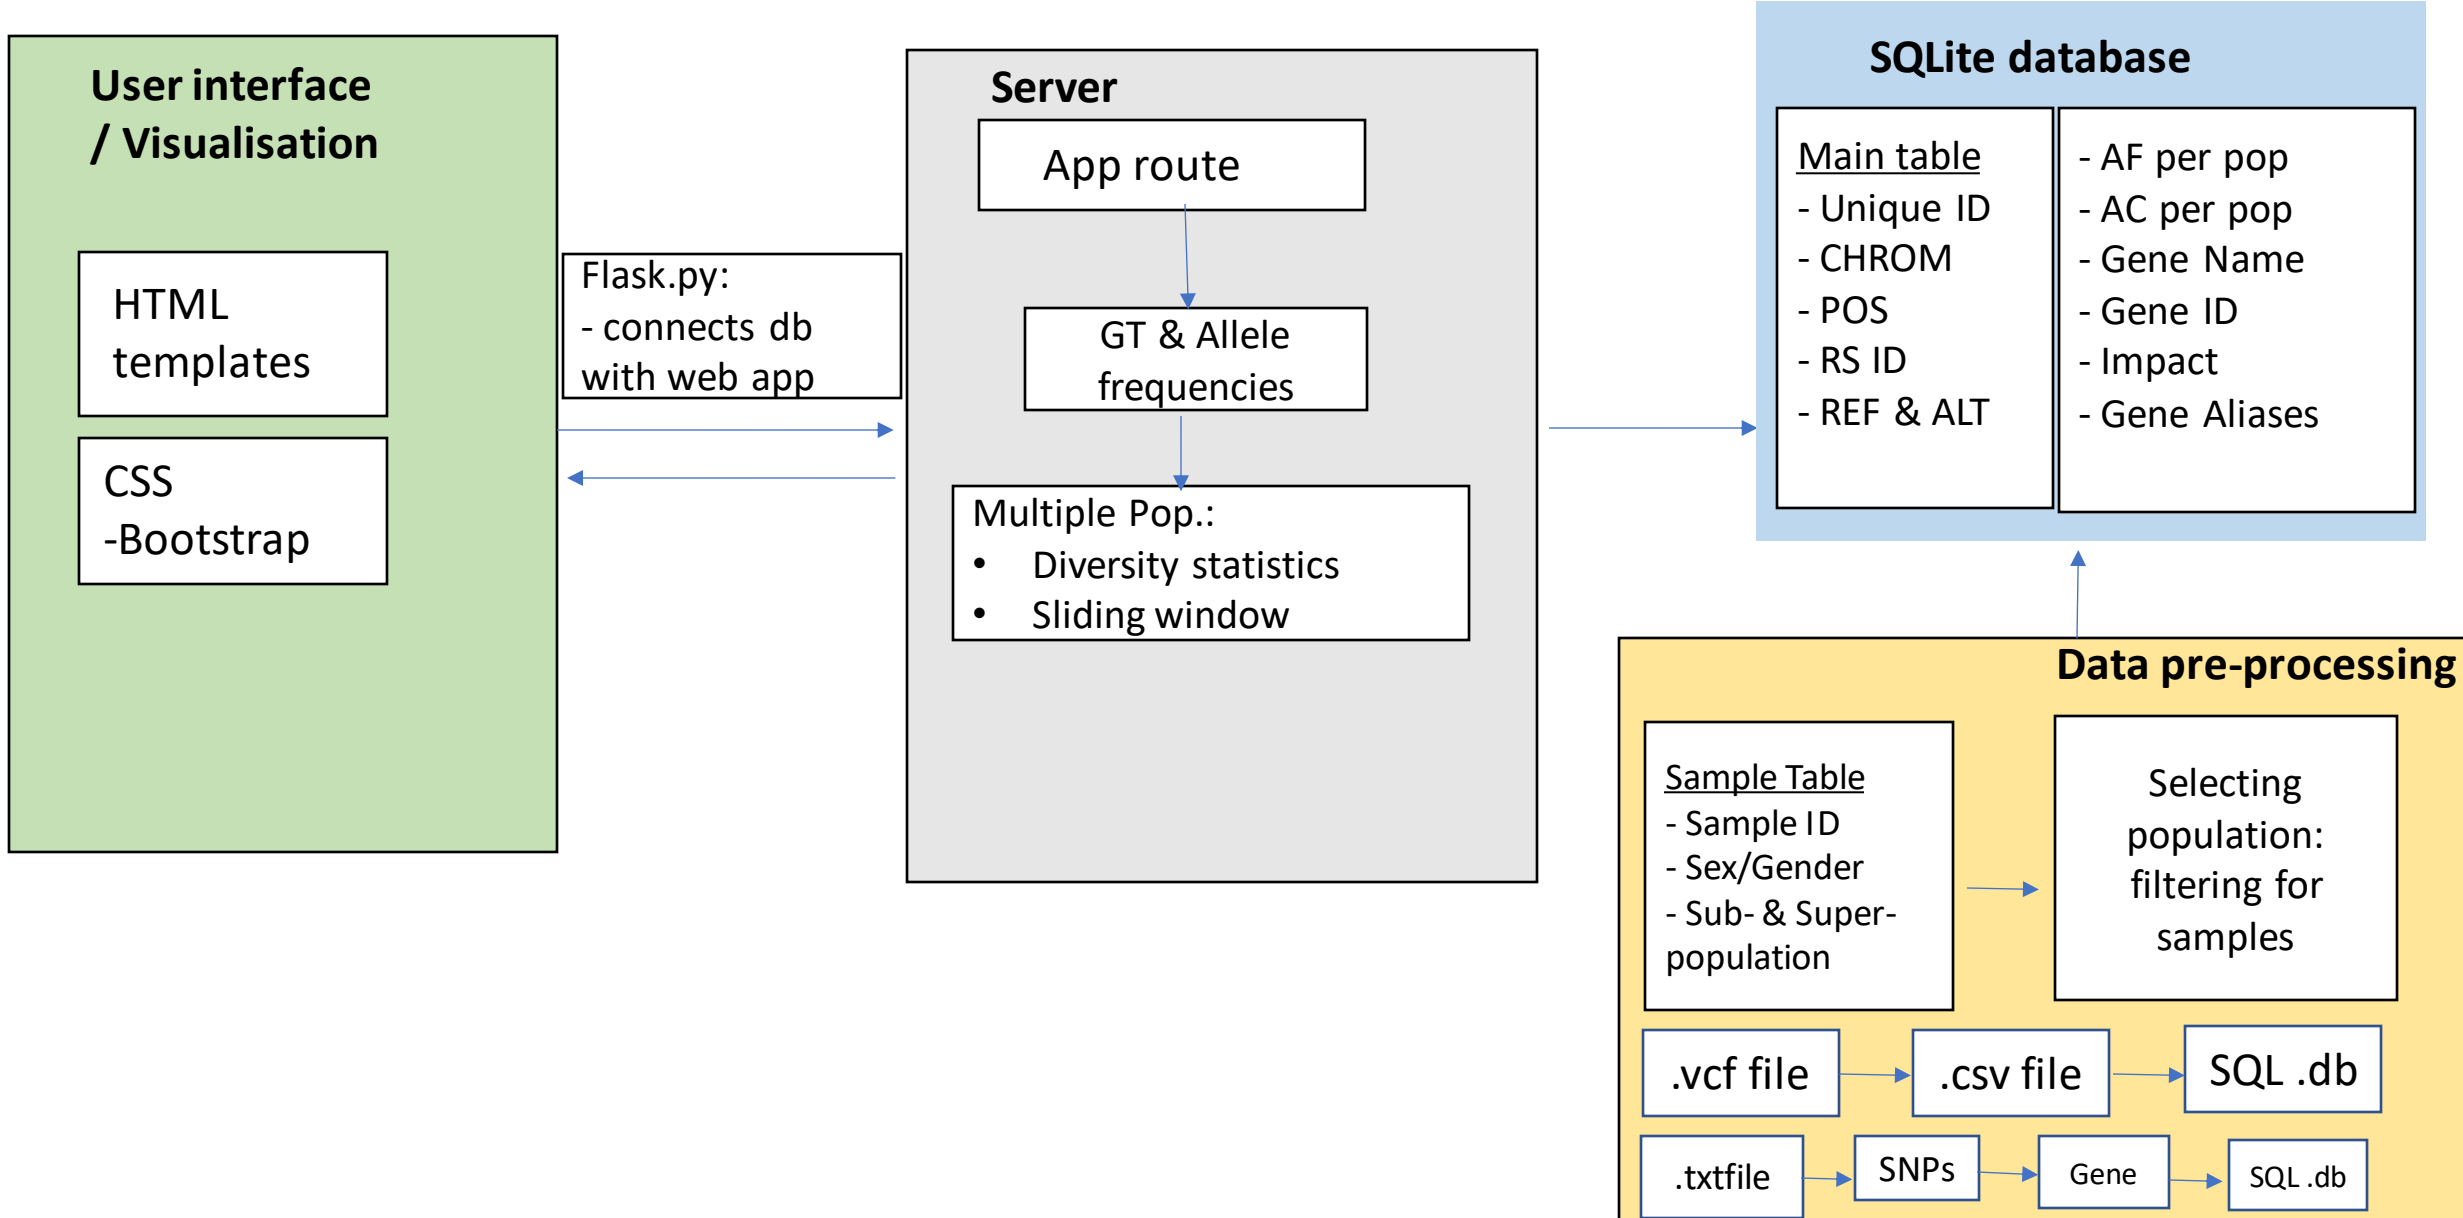 User interface
/ Visualisation
HTML
templates
CSS
-Bootstrap
Flask.py:
- connects db
with web app
Server
App route
GT & Allele
frequencies
Multiple Pop.:
• Diversity statistics
• Sliding window
SQLite database
Main table
- Unique ID
- CHROM
- POS
- RS ID
- REF & ALT
- AF per pop
- AC per pop
- Gene Name
- Gene ID
- Impact
- Gene Aliases
Data pre-processing
Sample Table
- Sample ID
- Sex/Gender
- Sub- & Super-
population
Selecting
population:
filtering for
samples
.vcf file
.csv file
SQL .db
.txtfile
SNPs
Gene
SQL .db